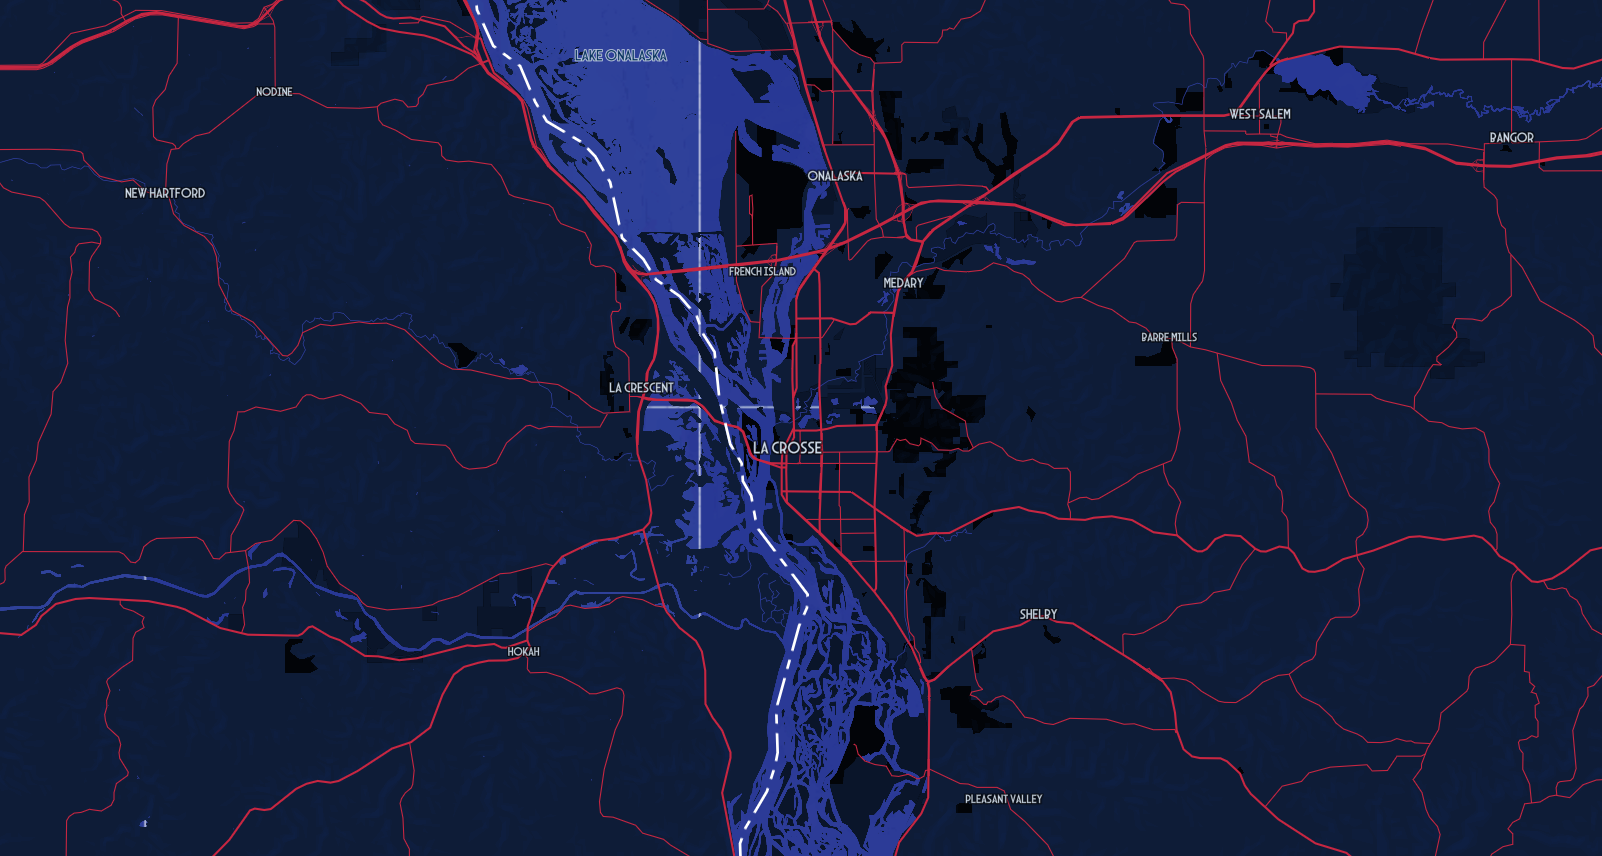 LAKE ONALASKA
NODINE
WEST SALEM
BANGOR
ONALASKA
NEW HARTFORD
FRENCH ISLAND
MEDARY
BARRE MILLS
LA CRESCENT
LA CROSSE
SHELBY
HOKAH
PLEASANT VALLEY